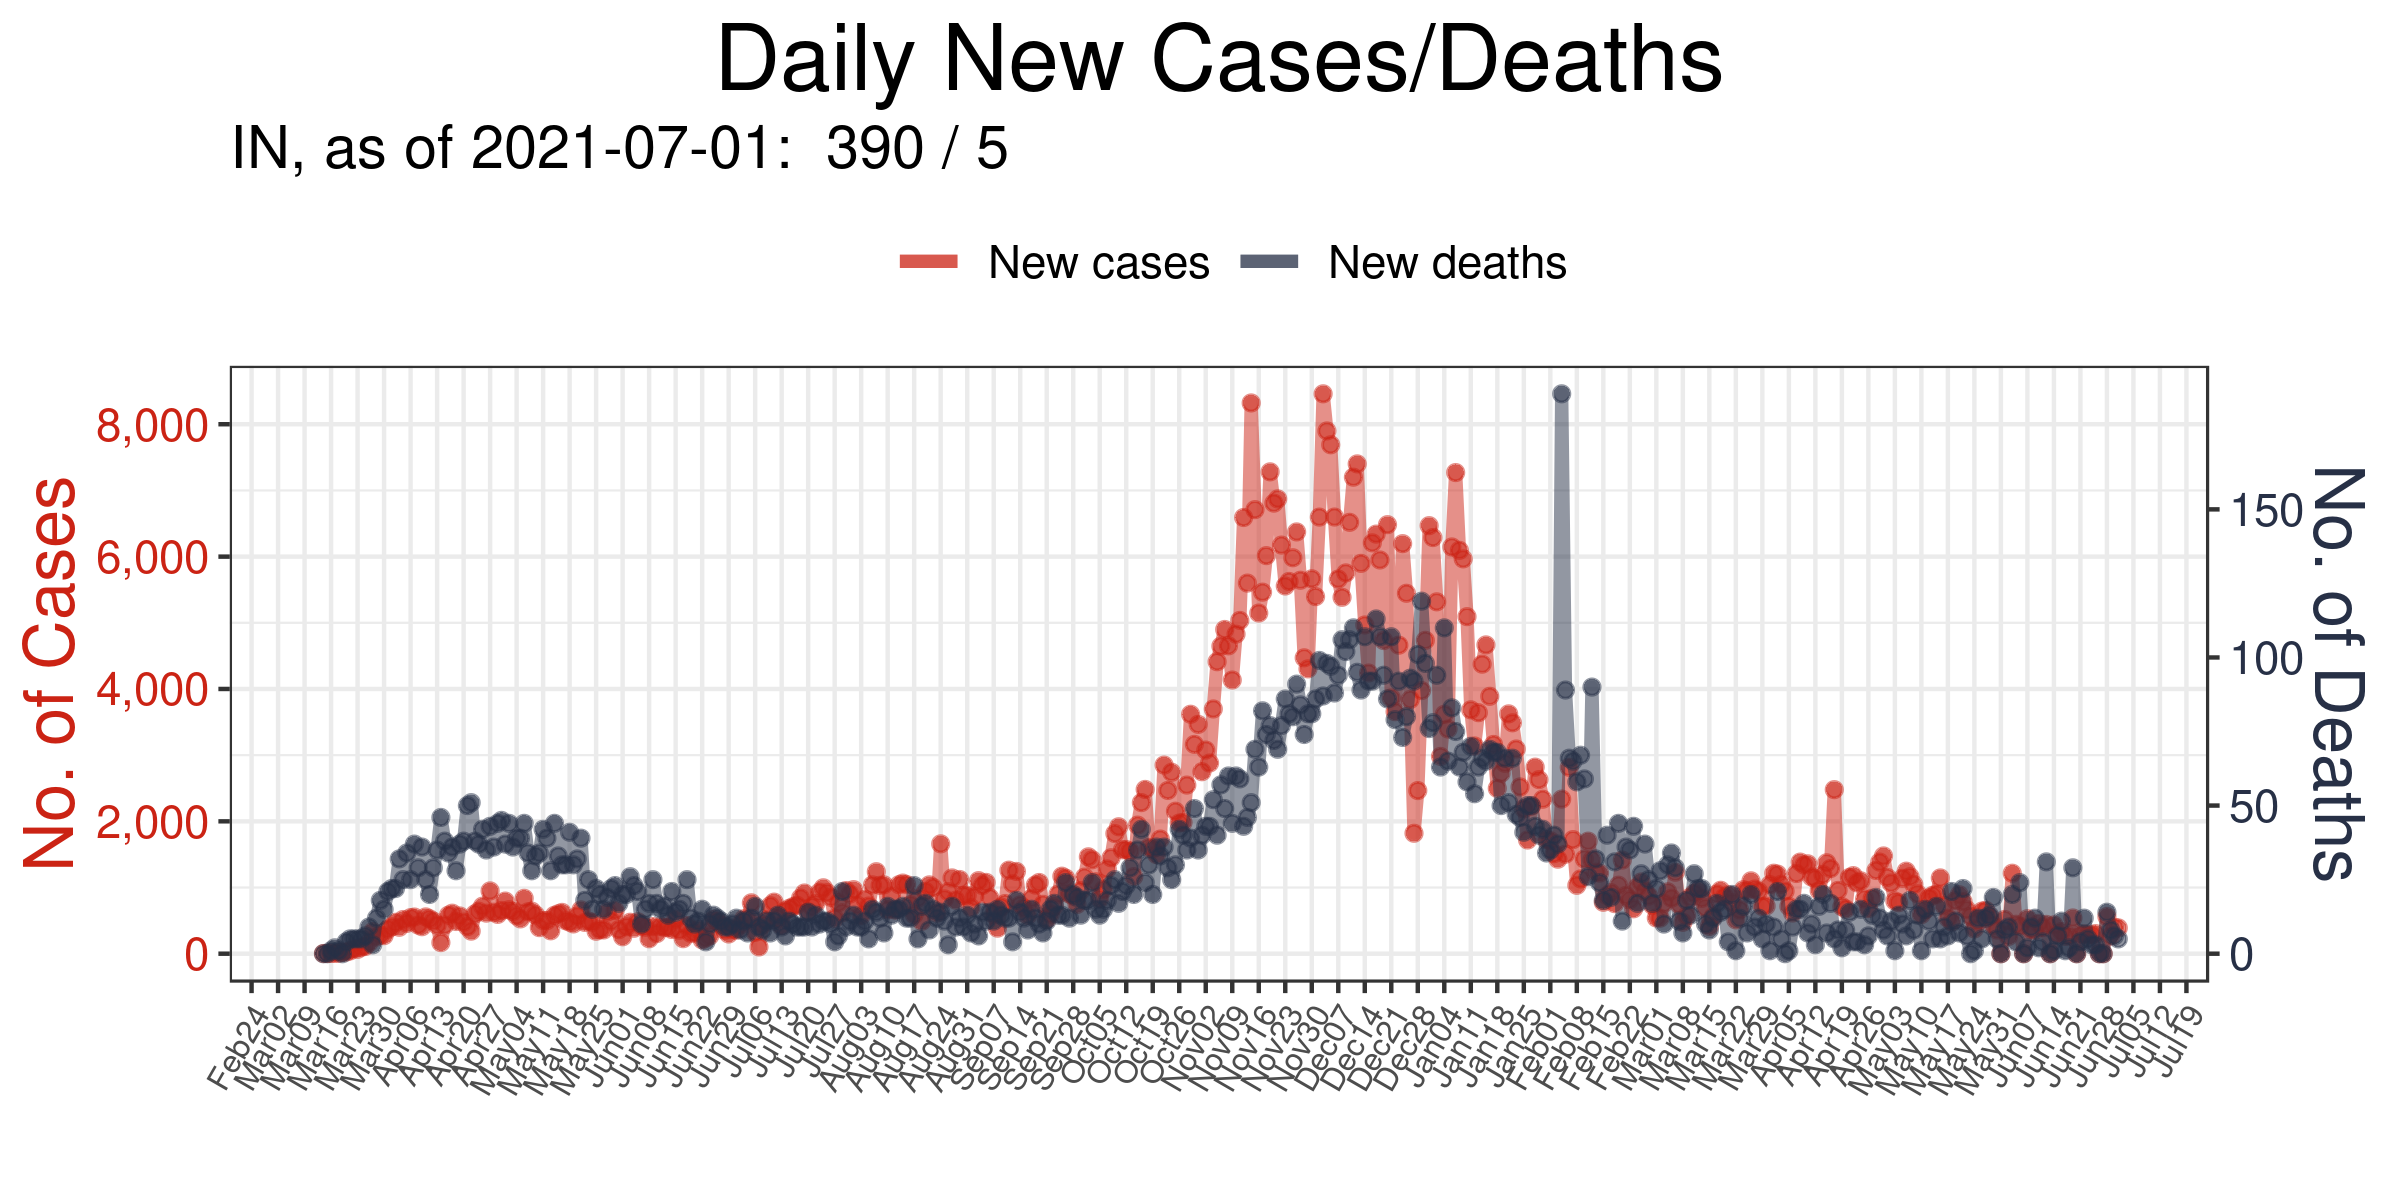 Daily New Cases/Deaths
IN, as of 2021-07-01:  390 / 5
New cases
New deaths
No. of Cases
8,000
6,000
4,000
2,000
0
150
100
50
0
No. of Deaths
Feb24
Mar02
Mar09
Mar16
Mar23
Mar30
Apr06
Apr13
Apr20
Apr27
May04
May11
May18
May25
Jun01
Jun08
Jun15
Jun22
Jun29
Jul06
Jul13
Jul20
Jul27
Aug03
Aug10
Aug17
Aug24
Aug31
Sep07
Sep14
Sep21
Sep28
Oct05
Oct12
Oct19
Oct26
Nov02
Nov09
Nov16
Nov23
Nov30
Dec07
Dec14
Dec21
Dec28
Jan04
Jan11
Jan18
Jan25
Feb01
Feb08
Feb15
Feb22
Mar01
Mar08
Mar15
Mar22
Mar29
Apr05
Apr12
Apr19
Apr26
May03
May10
May17
May24
May31
Jun07
Jun14
Jun21
Jun28
Jul05
Jul12
Jul19